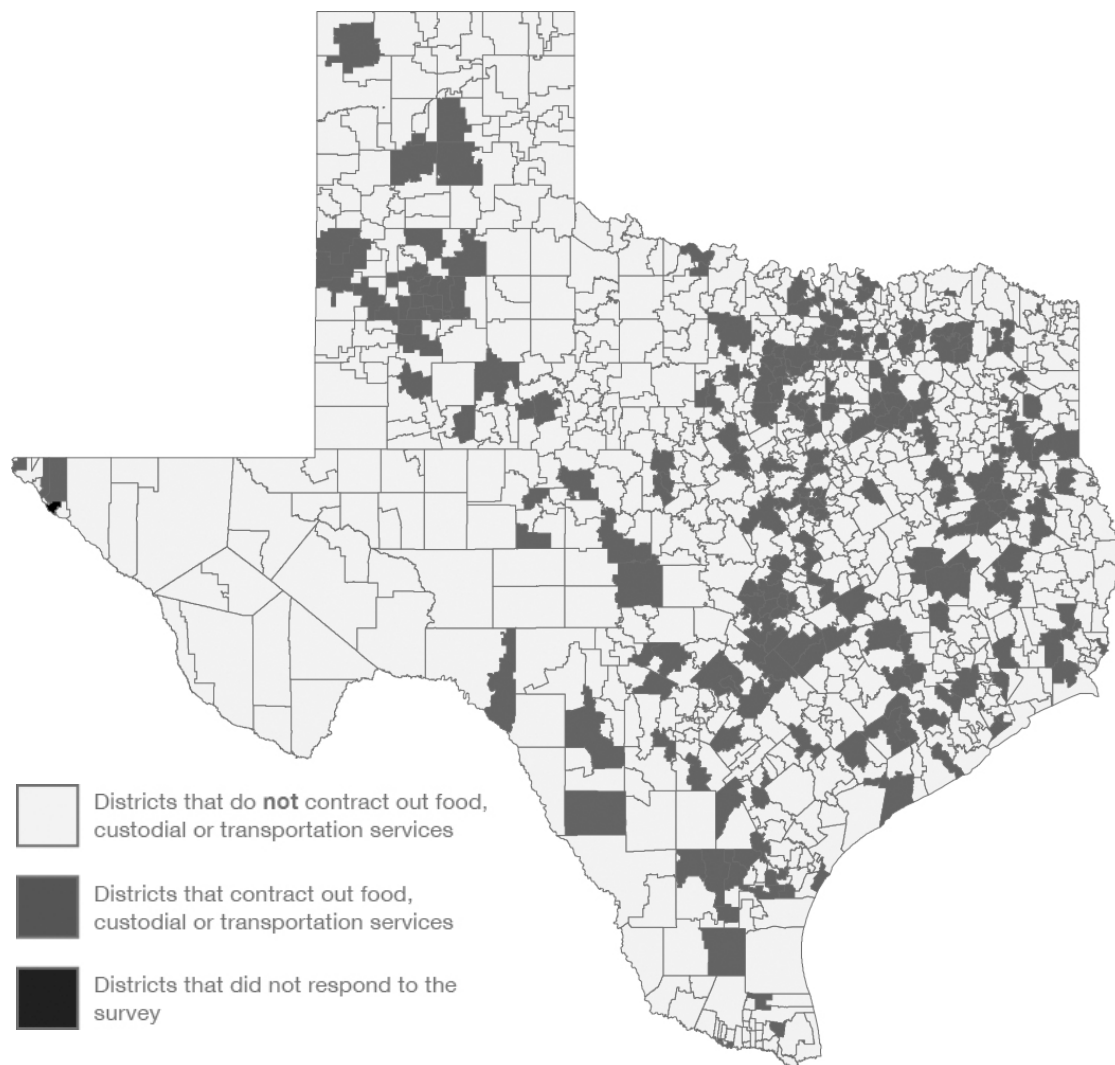 Districts that do not contract out food,
custodial or transportation services
Districts that contract out food,
custodial or transportation services
Districts that did not respond to the
survey